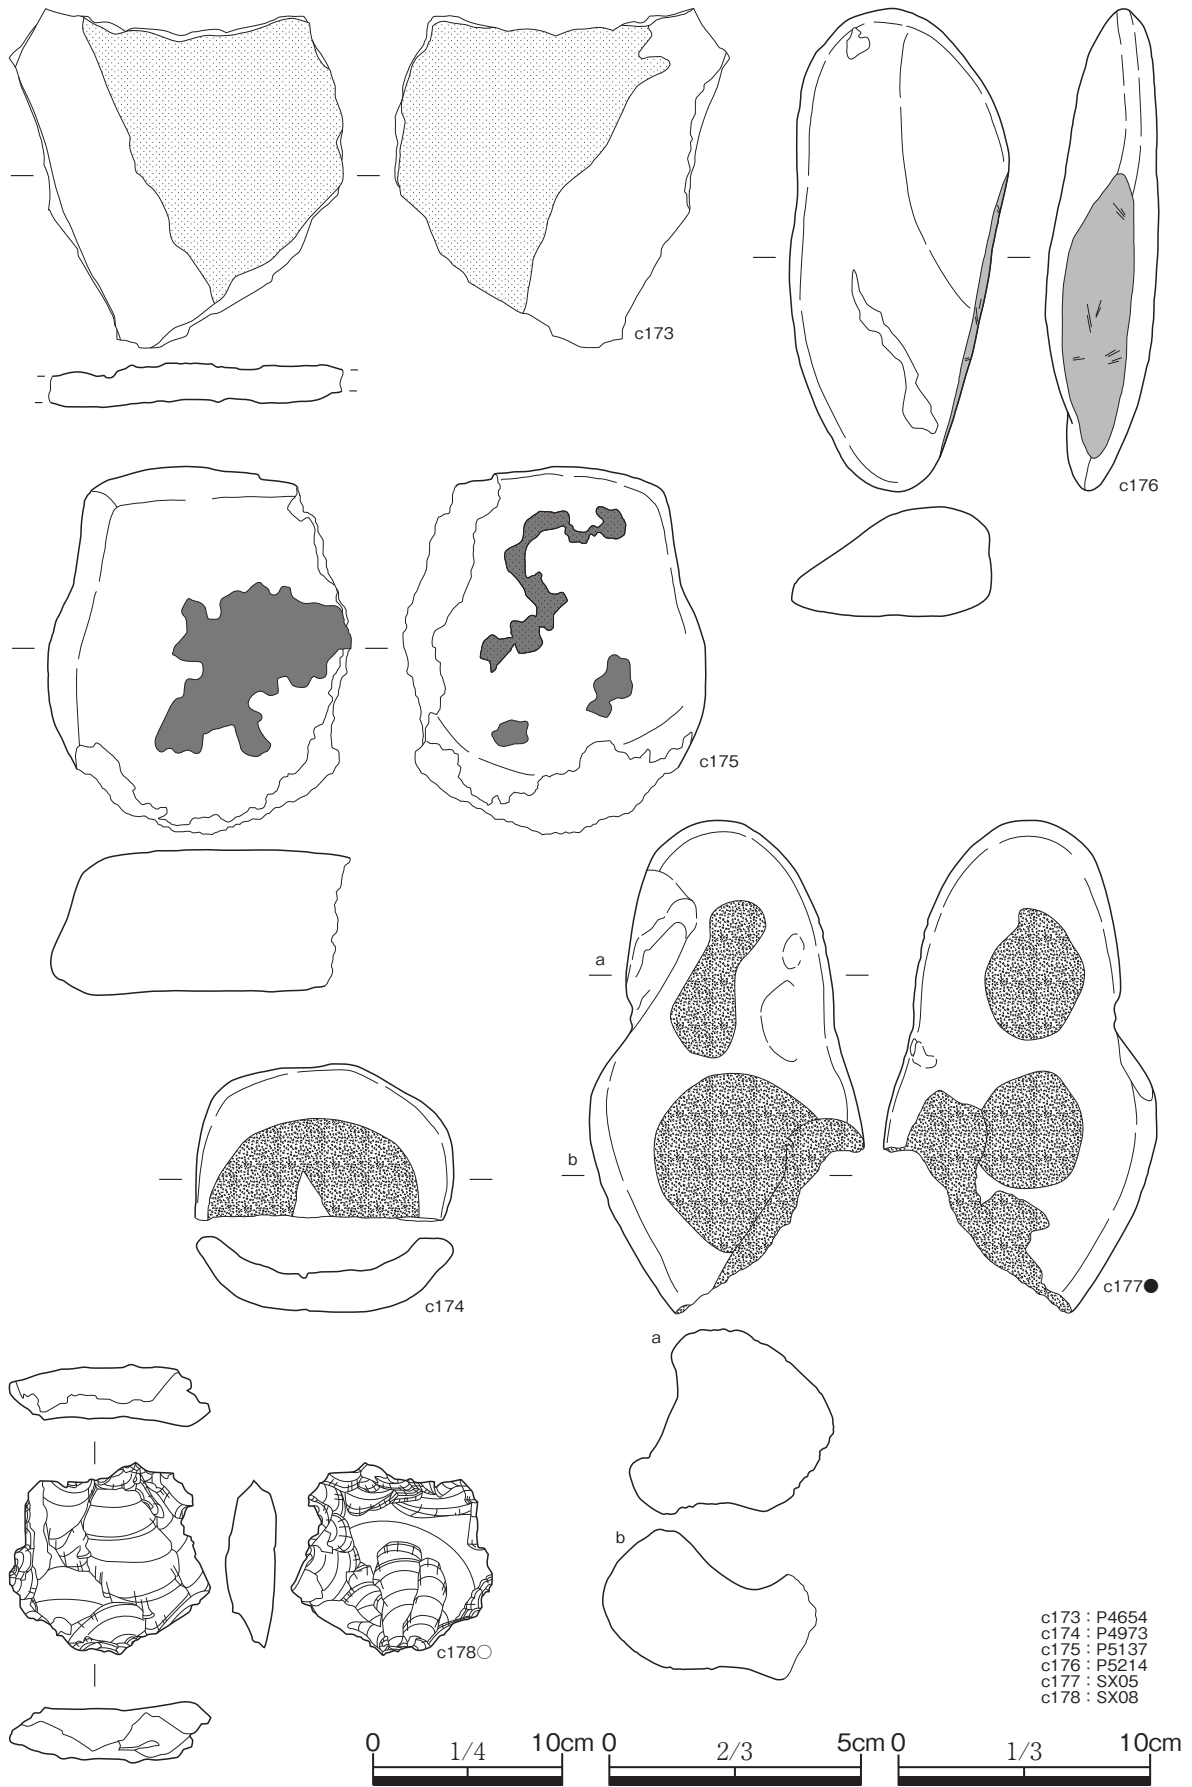 c173
c176
c175
a
b
c177●
c174
a
b
c178○
c173：P4654
c174：P4973
c175：P5137
c176：P5214
c177：SX05
c178：SX08
0 1/4 10cm 0 2/3 5cm 0 1/3 10cm